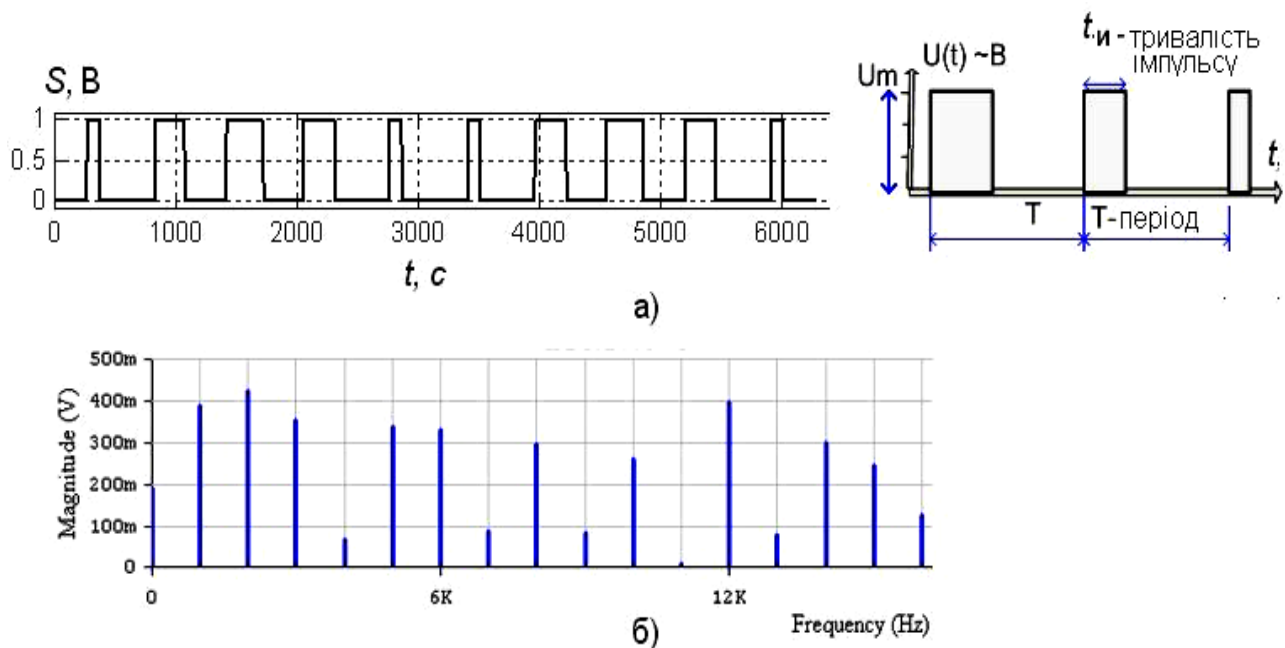 S, В
1
0.5
0
0 1000 2000 3000 4000 5000 6000
t, с
U(t) ~В
Um
t.и - тривалість
імпульсу
t,
T
Т-період
а)
500m
400m
300m
200m
100m
0
Magnitude (V)
0 6K 12K
Frequency (Hz)
б)